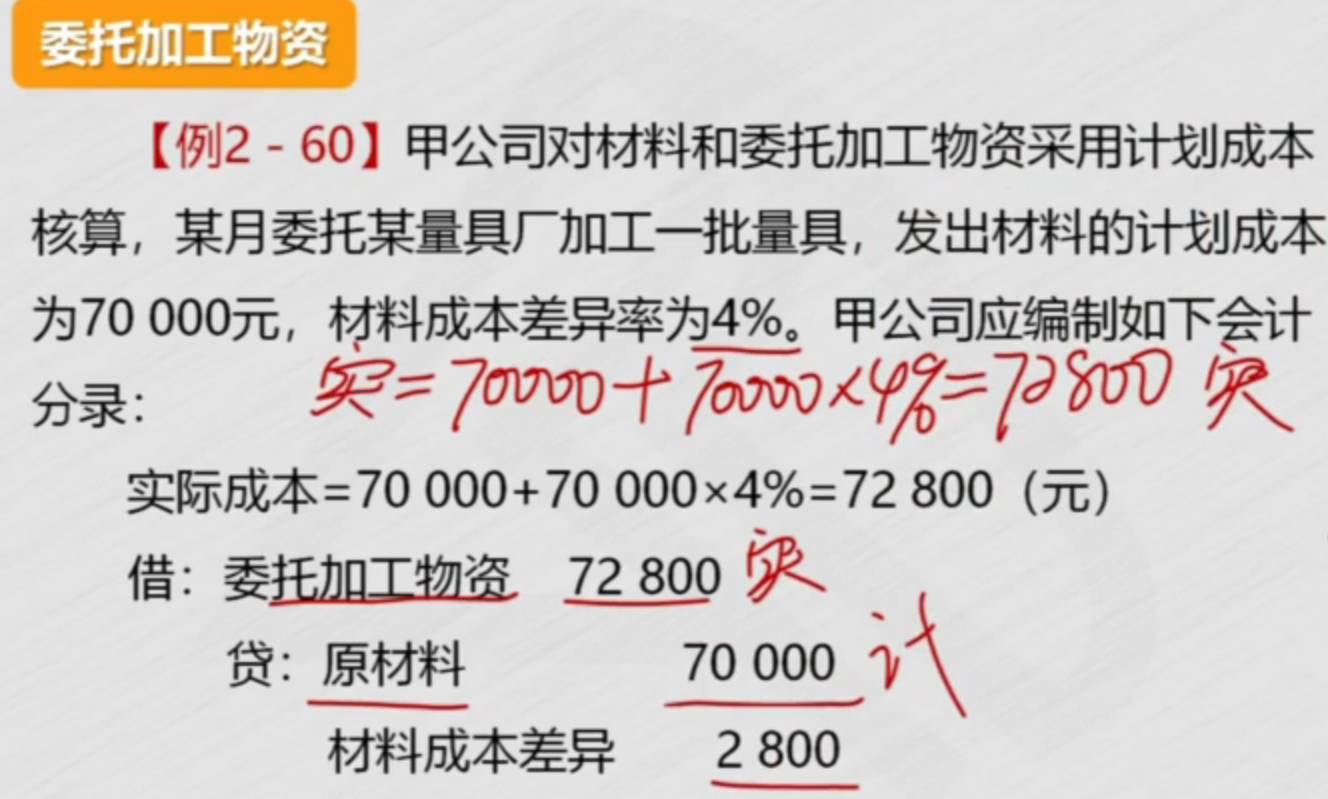 委托加工物资
【例2－60】甲公司对材料和委托加工物资采用计划成本
核算，某月委托某量具厂加工一批量具，发出材料的计划成本
为70 000元，材料成本差异率为4%。甲公司应编制如下会计
分录：
实=70000+70000×4%=72800 实
实际成本=70 000+70 000×4%=72 800（元）
借：委托加工物资 72 800 实
贷：原材料 70 000 计
材料成本差异 2 800